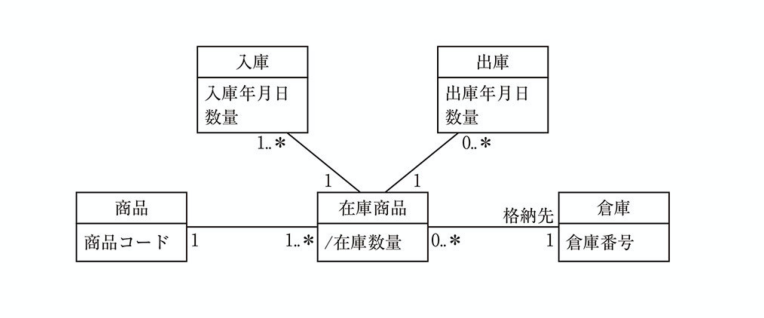 入庫
入庫年月日
数量
出庫
出庫年月日
数量
1..*
0..*
1
1
商品
商品コード
1
1..*
在庫商品
/在庫数量
0..*
格納先
1
倉庫
倉庫番号